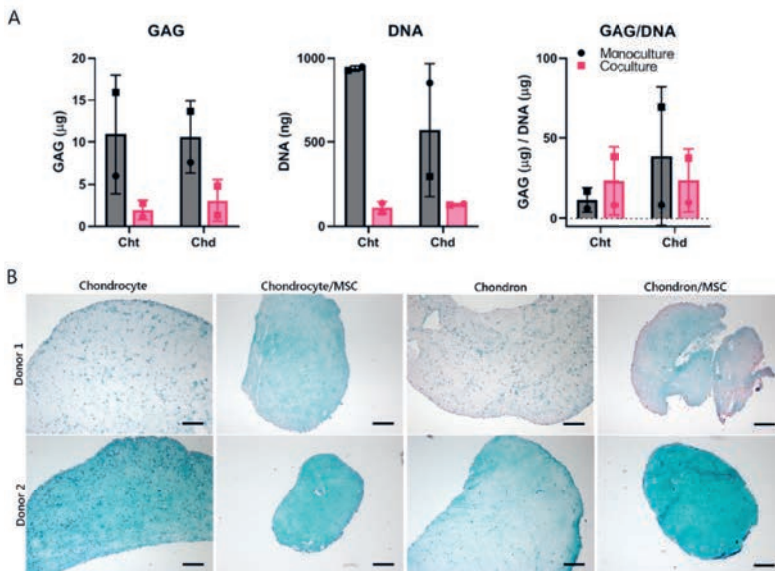 A
GAG
GAG (µg)
20
15
10
5
0
Cht
Chd
DNA
DNA (ng)
1000
500
0
Cht
Chd
GAG/DNA
Manoculture
Coculture
GAG (µg) / DNA (µg)
100
50
0
Cht
Chd
B
Chondrocyte
Chondrocyte/MSC
Chondron
Chondron/MSC
Donor 1
Donor 2